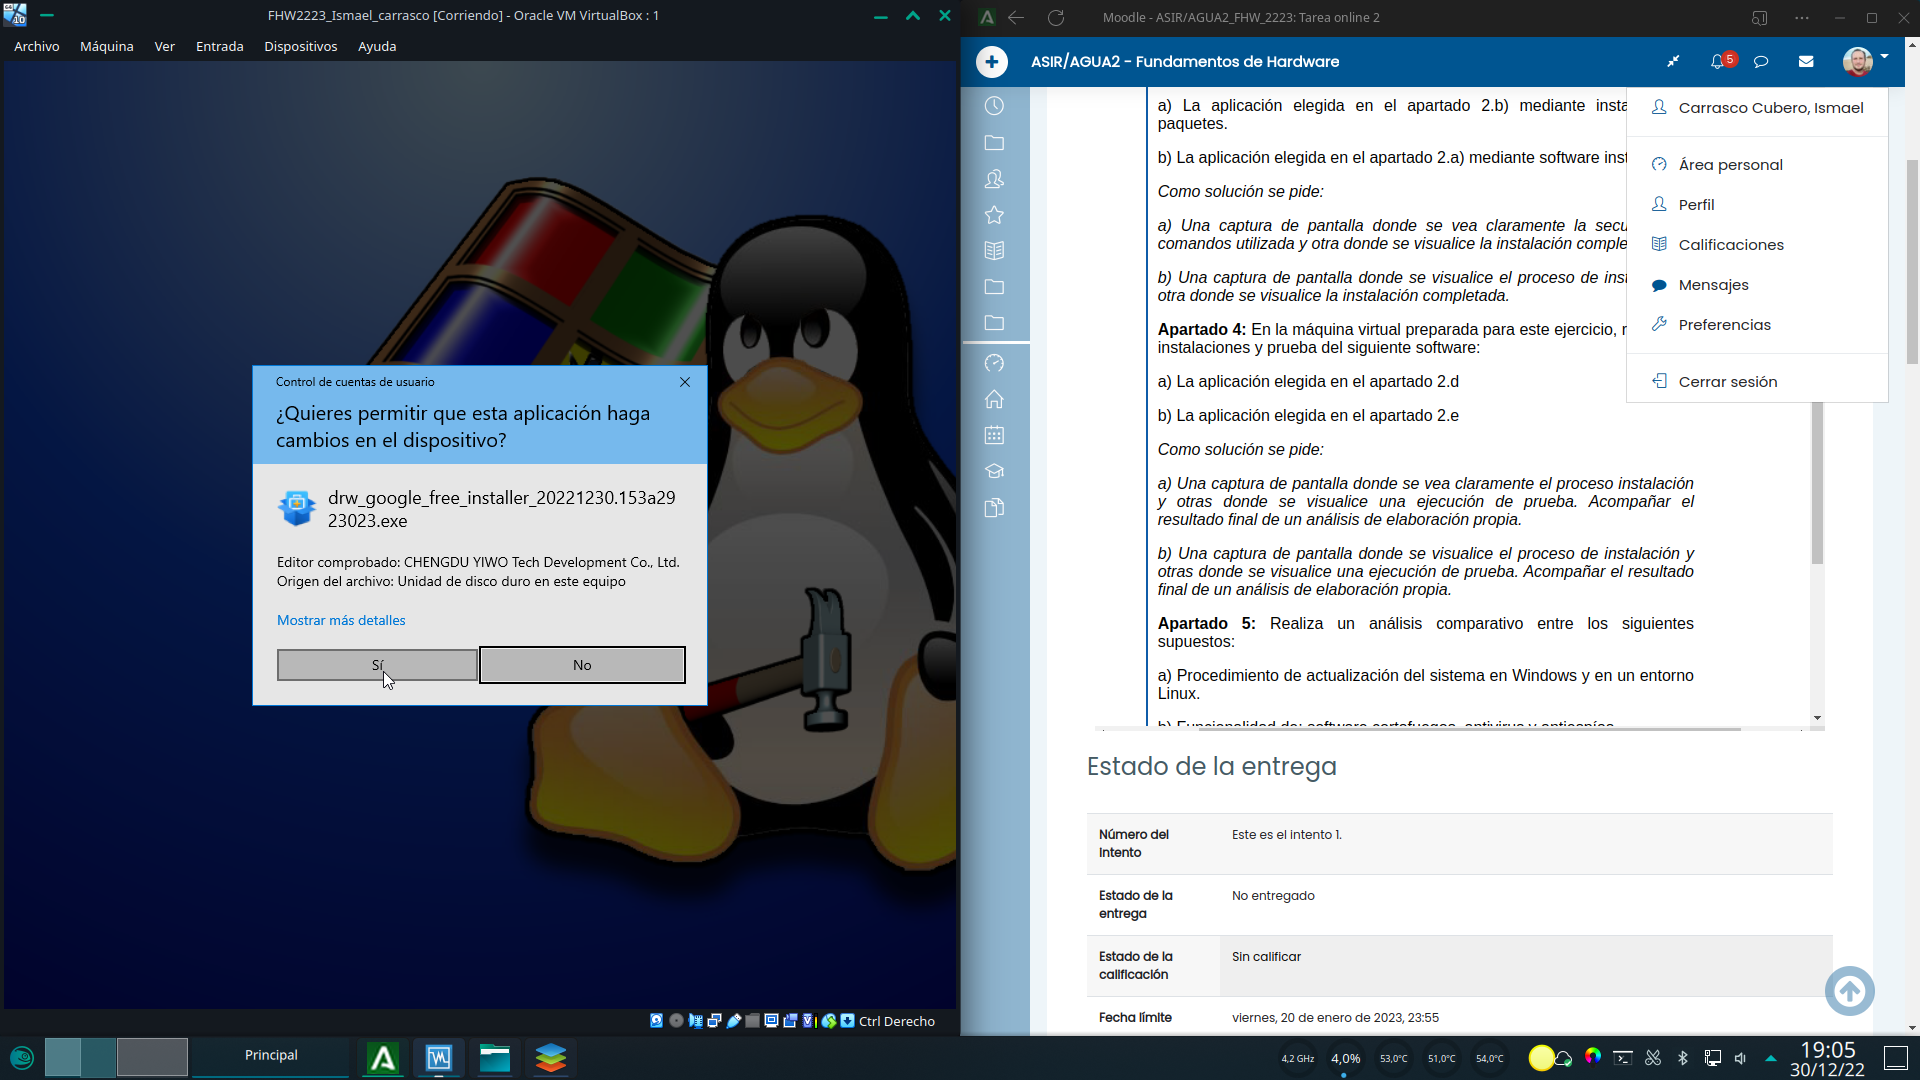 FHW2223_Ismael_carrasco [Corriendo] - Oracle VM VirtualBox : 1
Archivo Máquina Ver Entrada Dispositivos Ayuda
Control de cuentas de usuario
¿Quieres permitir que esta aplicación haga
cambios en el dispositivo?
drw_google_free_installer_20221230.153a29
23023.exe
Editor comprobado: CHENGDU YIWO Tech Development Co., Ltd.
Origen del archivo: Unidad de disco duro en este equipo
Mostrar más detalles
Sí No
Ctrl Derecho
Moodle - ASIR/AGUA2_FHW_2223: Tarea online 2
ASIR/AGUA2 - Fundamentos de Hardware
5
a) La aplicación elegida en el apartado 2.b) mediante
paquetes.
b) La aplicación elegida en el apartado 2.a) mediante software
Como solución se pide:
a) Una captura de pantalla donde se vea claramente la
comandos utilizada y otra donde se visualice la instalación
b) Una captura de pantalla donde se visualice el proceso de
otra donde se visualice la instalación completada.
Apartado 4: En la máquina virtual preparada para este ejercicio,
instalaciones y prueba del siguiente software:
a) La aplicación elegida en el apartado 2.d
b) La aplicación elegida en el apartado 2.e
Como solución se pide:
a) Una captura de pantalla donde se vea claramente el proceso instalación
y otras donde se visualice una ejecución de prueba. Acompañar el
resultado final de un análisis de elaboración propia.
b) Una captura de pantalla donde se visualice el proceso de instalación y
otras donde se visualice una ejecución de prueba. Acompañar el resultado
final de un análisis de elaboración propia.
Apartado 5: Realiza un análisis comparativo entre los siguientes
supuestos:
a) Procedimiento de actualización del sistema en Windows y en un entorno
Linux.
b) Funcionalidad de: software cortafuegos, antivirus y antiespías
Carrasco Cubero, Ismael
Área personal
Perfil
Calificaciones
Mensajes
Preferencias
Cerrar sesión
Estado de la entrega
Número del
intento
Este es el intento 1.
Estado de la
entrega
No entregado
Estado de la
calificación
Sin calificar
Fecha límite
viernes, 20 de enero de 2023, 23:55
Principal
4,2 GHz 4,0% 53,0°C 51,0°C 54,0°C
19:05
30/12/22